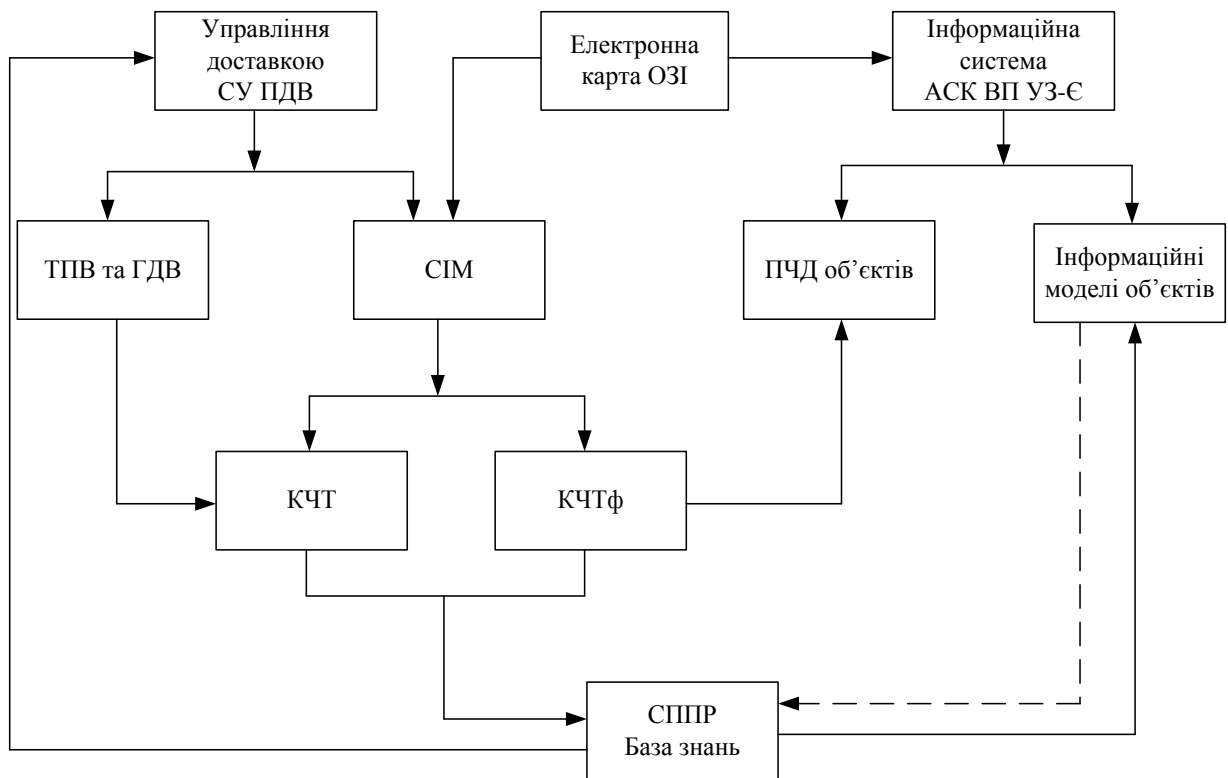 Управління
доставкою
СУ ПДВ
Електронна
карта ОЗІ
Інформаційна
система
АСК ВП УЗ-Є
ТПВ та ГДВ
СІМ
ПЧД об’єктів
Інформаційні
моделі об’єктів
КЧТ
КЧТф
СППР
База знань